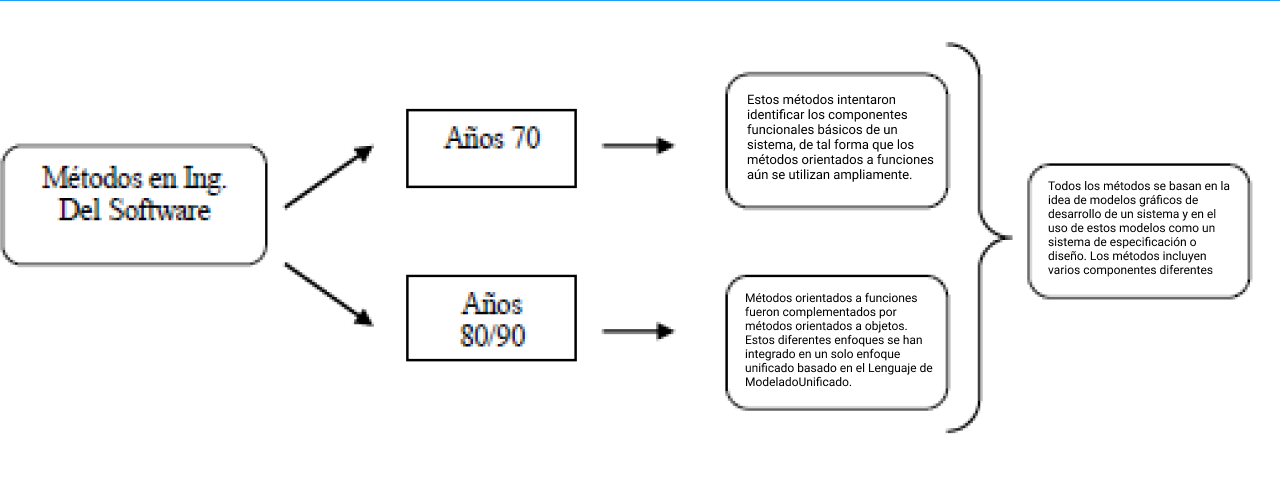 Métodos en Ing.
Del Software
Años 70
Estos métodos intentaron
identificar los componentes
funcionales básicos de un
sistema, de tal forma que los
métodos orientados a funciones
aún se utilizan ampliamente.
Años
80/90
Métodos orientados a funciones
fueron complementados por
métodos orientados a objetos.
Estos diferentes enfoques se han
integrado en un solo enfoque
unificado basado en el Lenguaje de
ModeladoUnificado.
Todos los métodos se basan en la
idea de modelos gráficos de
desarrollo de un sistema y en el
uso de estos modelos como un
sistema de especificación o
diseño. Los métodos incluyen
varios componentes diferentes